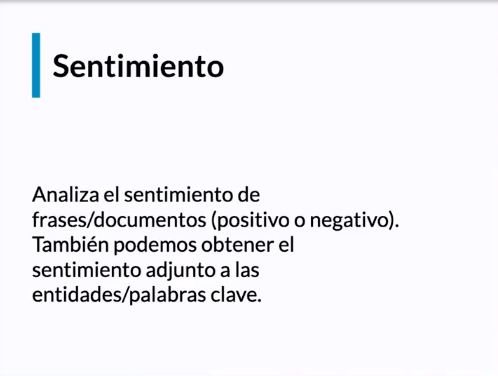 Sentimiento
Analiza el sentimiento de
frases/documentos (positivo o negativo).
También podemos obtener el
sentimiento adjunto a las
entidades/palabras clave.